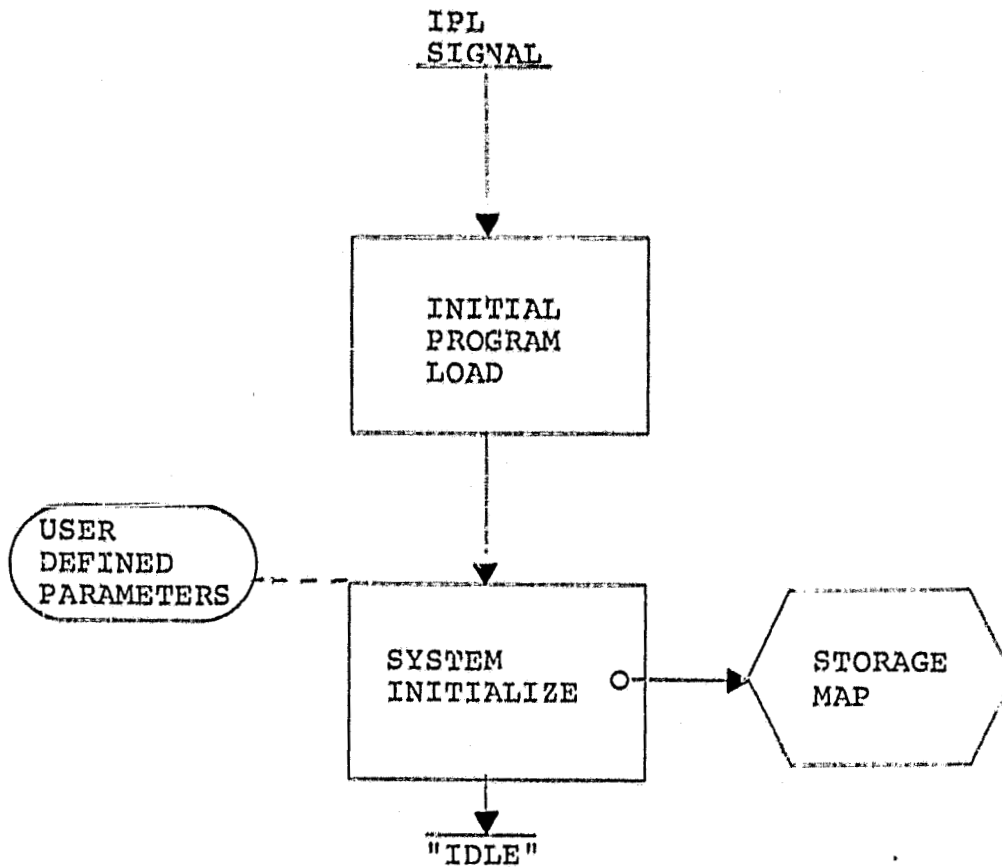 IPL
SIGNAL
INITIAL
PROGRAM
LOAD
USER
DEFINED
PARAMETERS
SYSTEM
INITIALIZE
STORAGE
MAP
"IDLE"